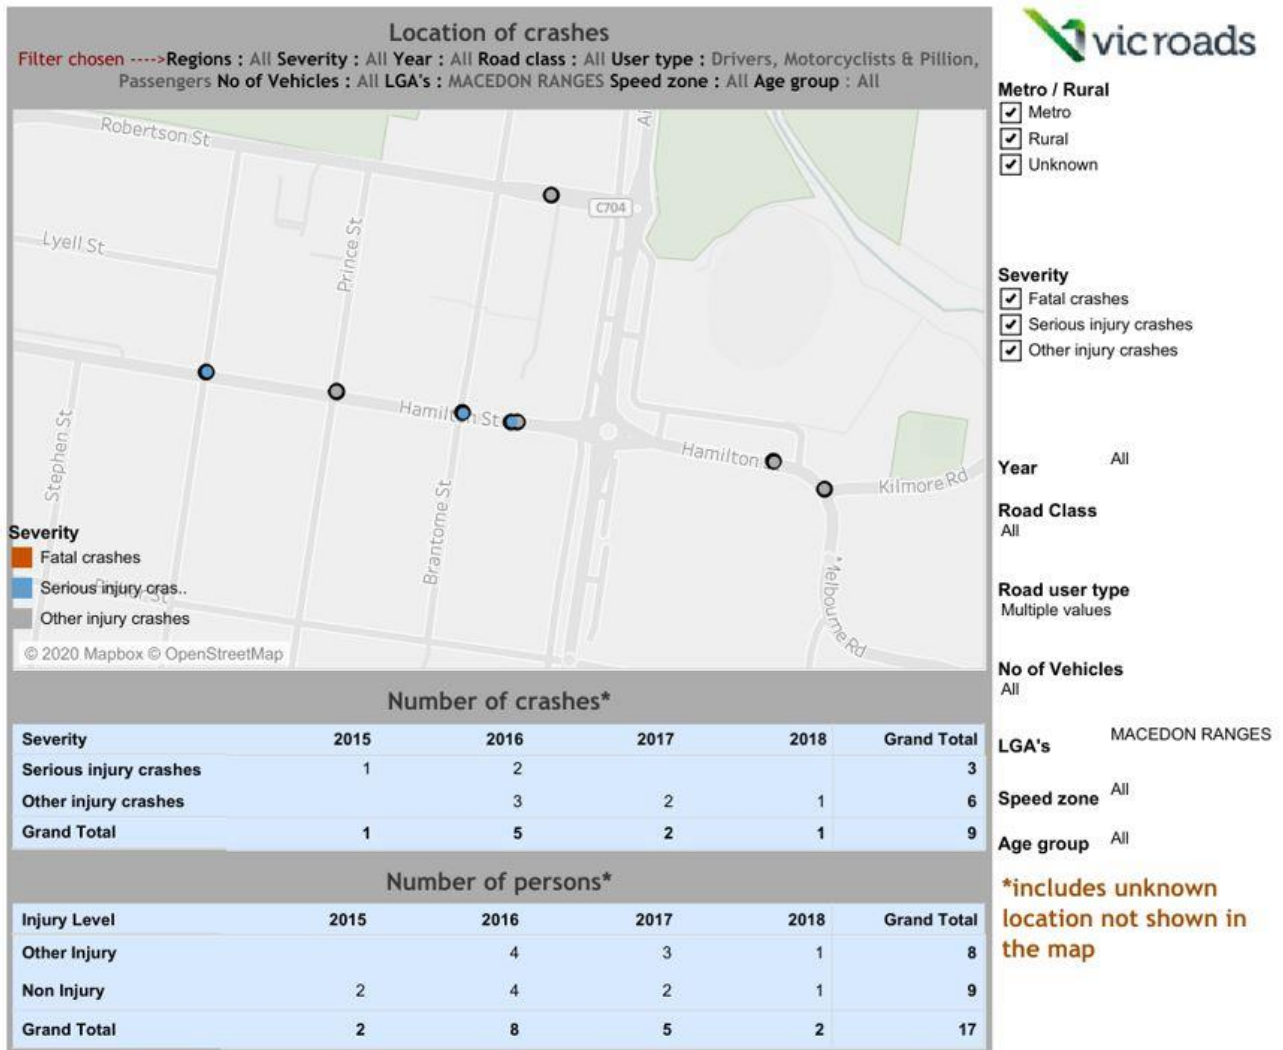 Location of crashes
Filter chosen ---->Regions : All Severity : All Year : All Road class : All User type : Drivers, Motorcyclists & Pillion,
Passengers No of Vehicles : All LGA's : MACEDON RANGES Speed zone : All Age group : All
vicroads
Metro / Rural
Metro
Rural
Unknown
Severity
Fatal crashes
Serious injury crashes
Other injury crashes
Year All
Road Class
All
Road user type
Multiple values
No of Vehicles
All
LGA's MACEDON RANGES
Speed zone All
Age group All
*includes unknown
location not shown in
the map
Robertson St
C704
Lyell St
Prince St
Hamilton St
Hamilton
Kilmore Rd
Stephen St
Brantome St
Melbourne Rd
Severity
Fatal crashes
Serious injury cras..
Other injury crashes
© 2020 Mapbox © OpenStreetMap
Number of crashes*
Severity 2015 2016 2017 2018 Grand Total
Serious injury crashes 1 2 3
Other injury crashes 3 2 1 6
Grand Total 1 5 2 1 9
Number of persons*
Injury Level 2015 2016 2017 2018 Grand Total
Other Injury 4 3 1 8
Non Injury 2 4 2 1 9
Grand Total 2 8 5 2 17